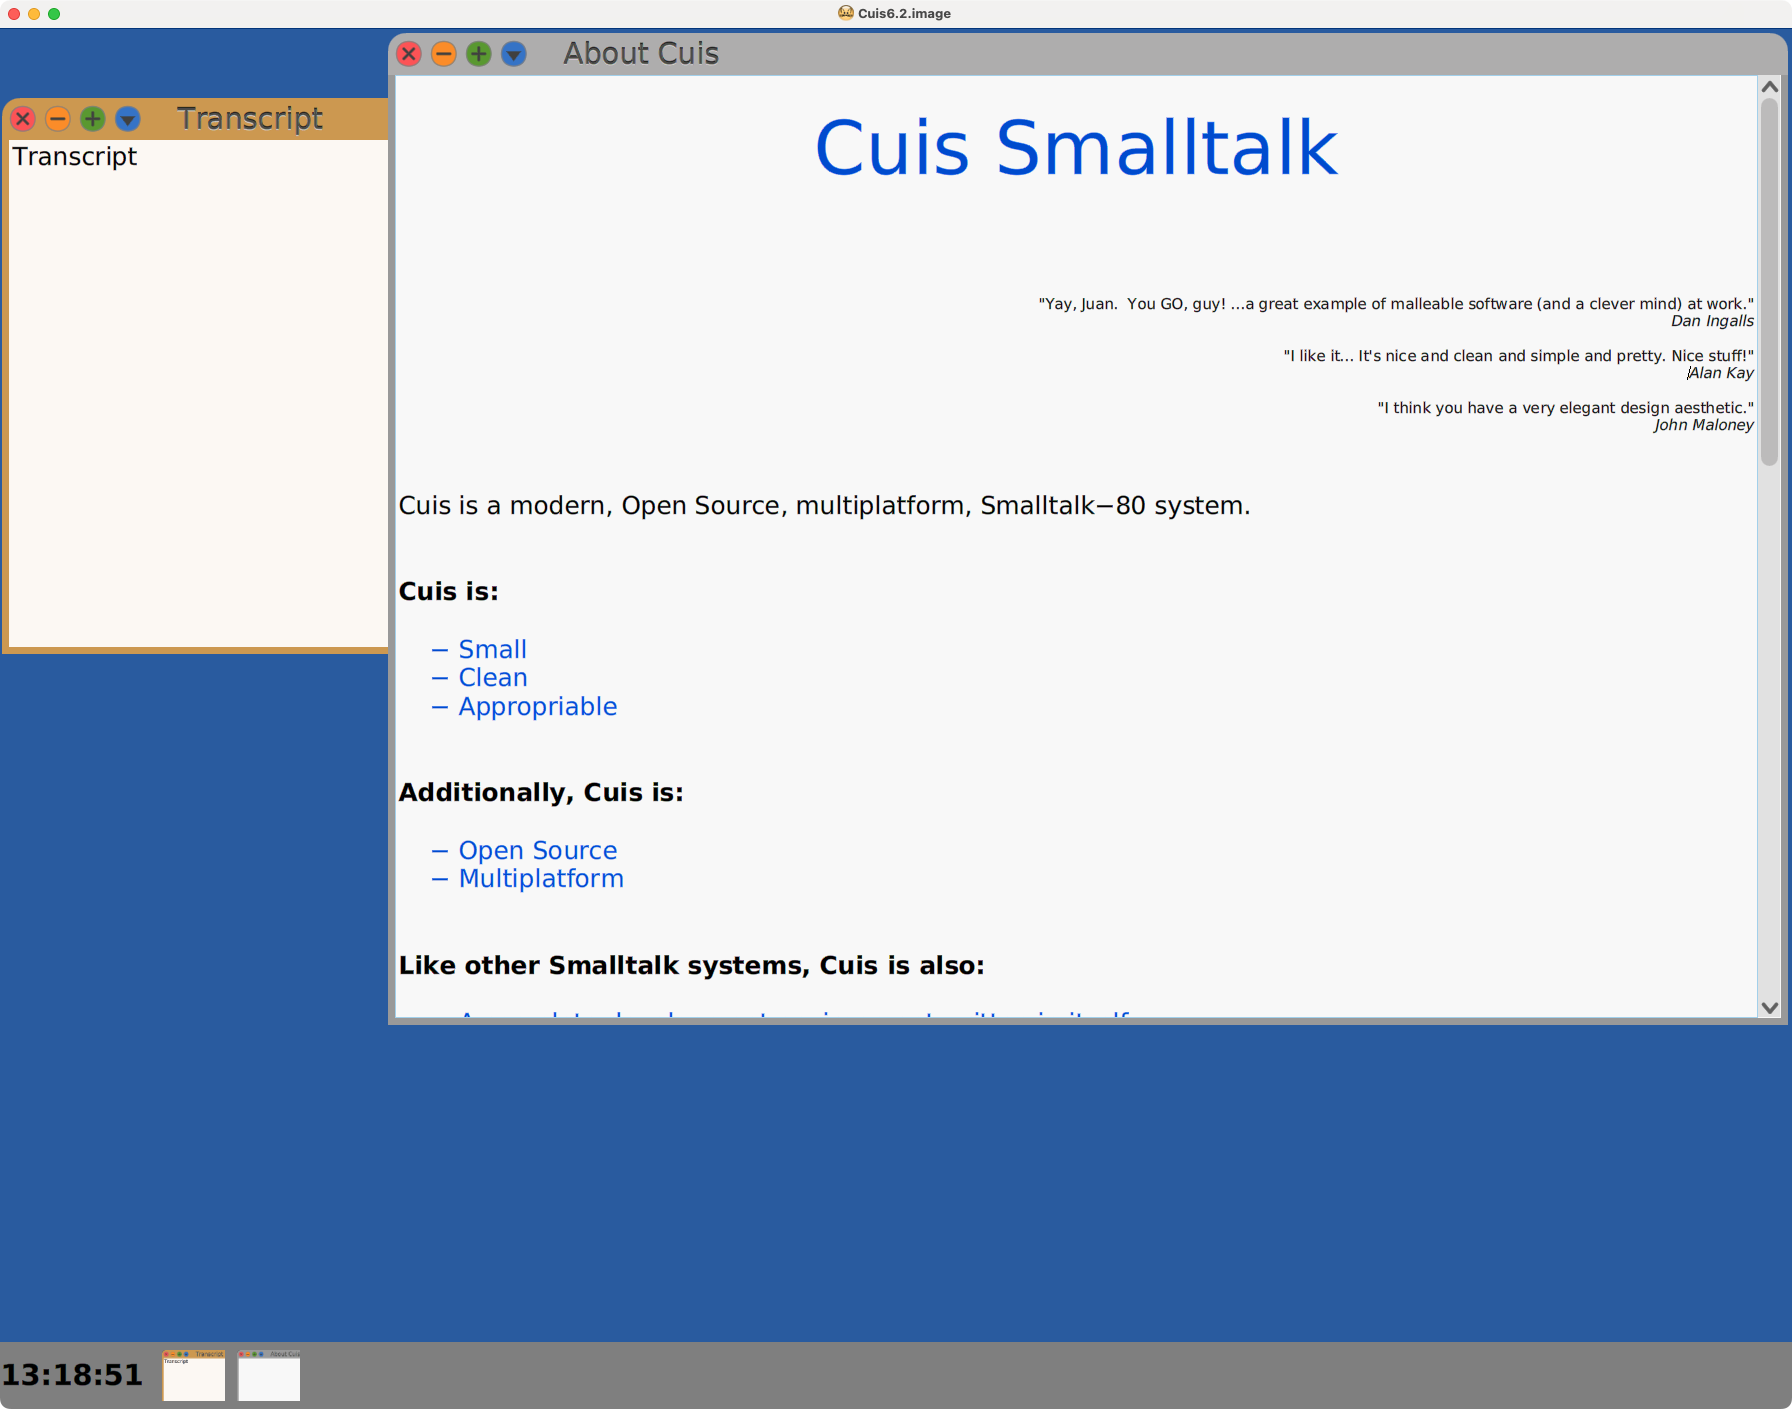 Cuis6.2.image
About Cuis
Transcript
Transcript
Cuis Smalltalk
"Yay, Juan.  You GO, guy! ...a great example of malleable software (and a clever mind) at work."
Dan Ingalls
"I like it... It's nice and clean and simple and pretty. Nice stuff!"
Alan Kay
"I think you have a very elegant design aesthetic."
John Maloney
Cuis is a modern, Open Source, multiplatform, Smalltalk−80 system.
Cuis is:
− Small
− Clean
− Appropriable
Additionally, Cuis is:
− Open Source
− Multiplatform
Like other Smalltalk systems, Cuis is also:
13:18:51
Transcript
Transcript
About Cuis